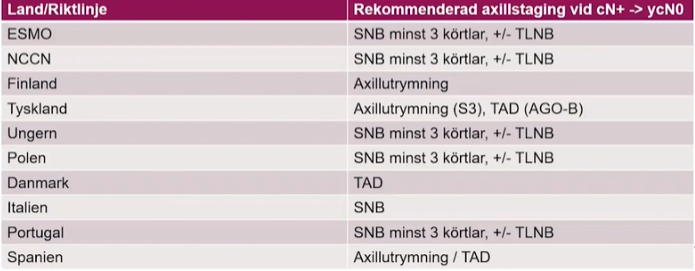 Land/Riktlinje Rekommenderad axillstaging vid cN+ -> ycN0
ESMO SNB minst 3 körtlar, +/- TLNB
NCCN SNB minst 3 körtlar, +/- TLNB
Finland Axillutrymning
Tyskland Axillutrymning (S3), TAD (AGO-B)
Ungern SNB minst 3 körtlar, +/- TLNB
Polen SNB minst 3 körtlar, +/- TLNB
Danmark TAD
Italien SNB
Portugal SNB minst 3 körtlar, +/- TLNB
Spanien Axillutrymning / TAD